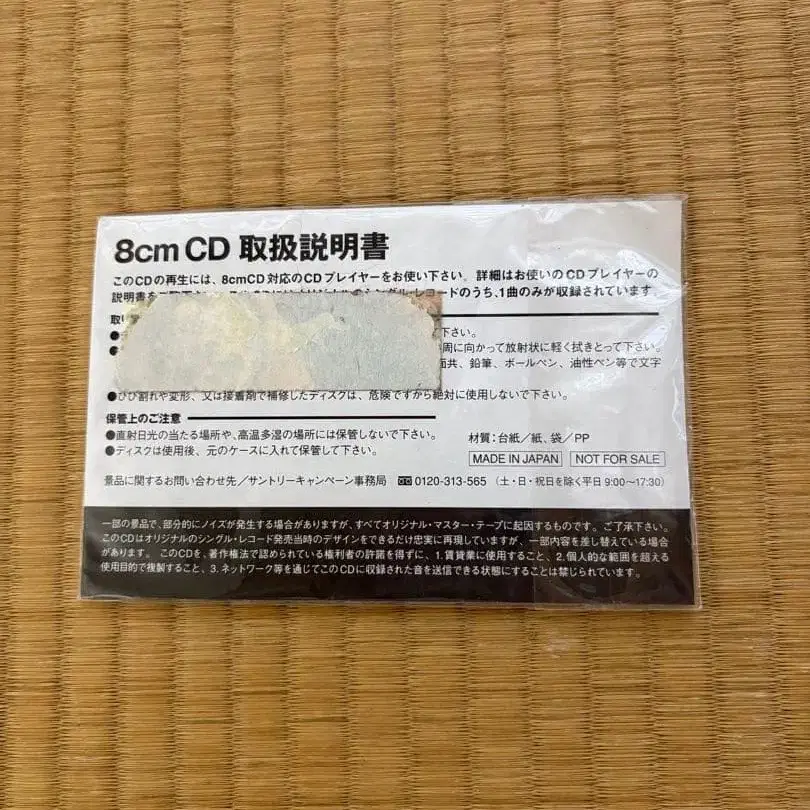 8cm CD 取扱説明書
このCDの再生には、8cmCD対応のCDプレイヤーをお使い下さい。詳細はお使いのCDプレイヤーの
説明書を シングル・レコードのうち、1曲のみが収録されています。
取り
● て下さい。
● 周に向かって放射状に軽く拭きとって下さい。
面共、鉛筆、ボールペン、油性ペン等で文字
●ひび割れや変形、又は接着剤で補修したディスクは、危険ですから絶対に使用しないで下さい。
保管上のご注意
●直射日光の当たる場所や、高温多湿の場所には保管しないで下さい。
●ディスクは使用後、元のケースに入れて保管して下さい。
材質:台紙/紙、袋/PP
MADE IN JAPAN NOT FOR SALE
景品に関するお問い合わせ先/サントリーキャンペーン事務局 0120-313-565 (土・日・祝日を除く平日 9:00〜17:30)
一部の景品で、部分的にノイズが発生する場合がありますが、すべてオリジナル・マスター・テープに起因するものです。ご了承下さい。
このCDはオリジナルのシングル・レコード発売当時のデザインをできるだけ忠実に再現していますが、一部内容を差し替えている場合
があります。 このCDを、著作権法で認められている権利者の許諾を得ずに、1.賃貸業に使用すること、2.個人的な範囲を超える
使用目的で複製すること、3.ネットワーク等を通じてこのCDに収録された音を送信できる状態にすることは禁じられています。